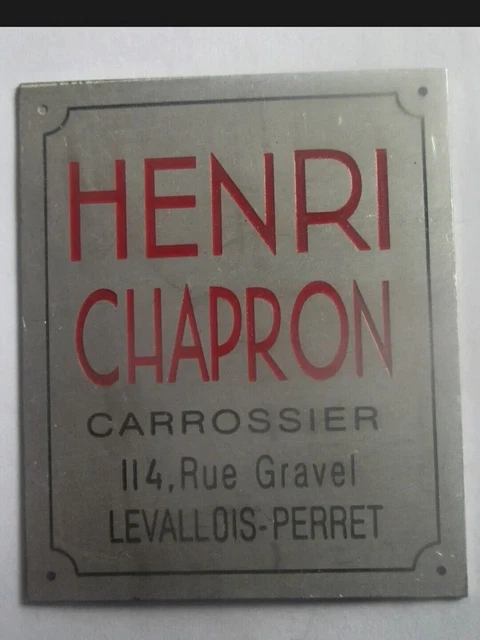 HENRI
CHAPRON
CARROSSIER
114,Rue Gravel
LEVALLOIS-PERRET